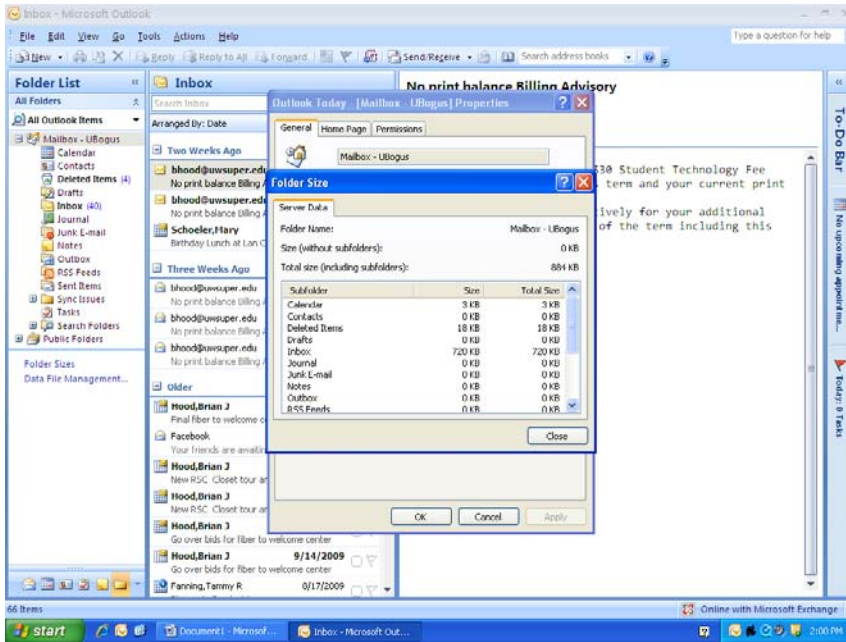 Inbox - Microsoft Outlook
File Edit View Go Tools Actions Help
Type a question for help
New Reply Reply to All Forward Send/Receive Search address books
Folder List
All Folders
All Outlook Items
Mailbox - UBogus
Calendar
Contacts
Deleted Items (4)
Drafts
Inbox (40)
Journal
Junk E-mail
Notes
Outbox
RSS Feeds
Sent Items
Sync Issues
Tasks
Search Folders
Public Folders
Folder Sizes
Data File Management...
Inbox
Search Inbox
Arranged By: Date
Two Weeks Ago
bhood@uwsuper.edu
No print balance Billing
bhood@uwsuper.edu
No print balance Billing
Schoeler,Mary
Birthday Lunch at Lan C
Three Weeks Ago
bhood@uwsuper.edu
No print balance Billing
bhood@uwsuper.edu
No print balance Billing
bhood@uwsuper.edu
No print balance Billing
Older
Hood,Brian J
Final fiber to welcome
Facebook
Your friends are
Hood,Brian J
New RSC Closet tour
Hood,Brian J
New RSC Closet tour
Hood,Brian J
Go over bids for fiber to welcome center
Hood,Brian J 9/14/2009
Go over bids for fiber to welcome center
Fanning,Tammy R 8/17/2009
No print balance Billing Advisory
Student Technology Fee
term and your current print
for your additional
of the term including this
Outlook Today - [Mailbox - UBogus] Properties
General Home Page Permissions
Mailbox - UBogus
Folder Size
Server Data
Folder Name: Mailbox - UBogus
Size (without subfolders): 0 KB
Total size (including subfolders): 884 KB
Subfolder Size Total Size
Calendar 3 KB 3 KB
Contacts 0 KB 0 KB
Deleted Items 18 KB 18 KB
Drafts 0 KB 0 KB
Inbox 720 KB 720 KB
Journal 0 KB 0 KB
Junk E-mail 0 KB 0 KB
Notes 0 KB 0 KB
Outbox 0 KB 0 KB
RSS Feeds 0 KB 0 KB
Close
OK Cancel Apply
To-Do Bar
No upcoming appointme...
Today: 0 Tasks
66 Items
Online with Microsoft Exchange
start
Document1 - Microsof...
Inbox - Microsoft Out...
2:00 PM